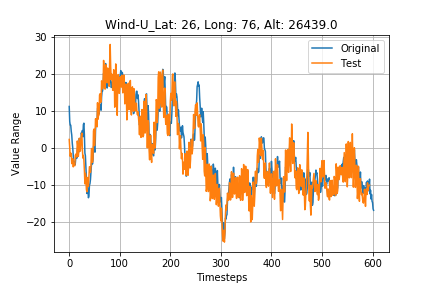 Wind-U_Lat: 26, Long: 76, Alt: 26439.0
Original
Test
Value Range
30
20
10
0
−10
−20
0 100 200 300 400 500 600
Timesteps